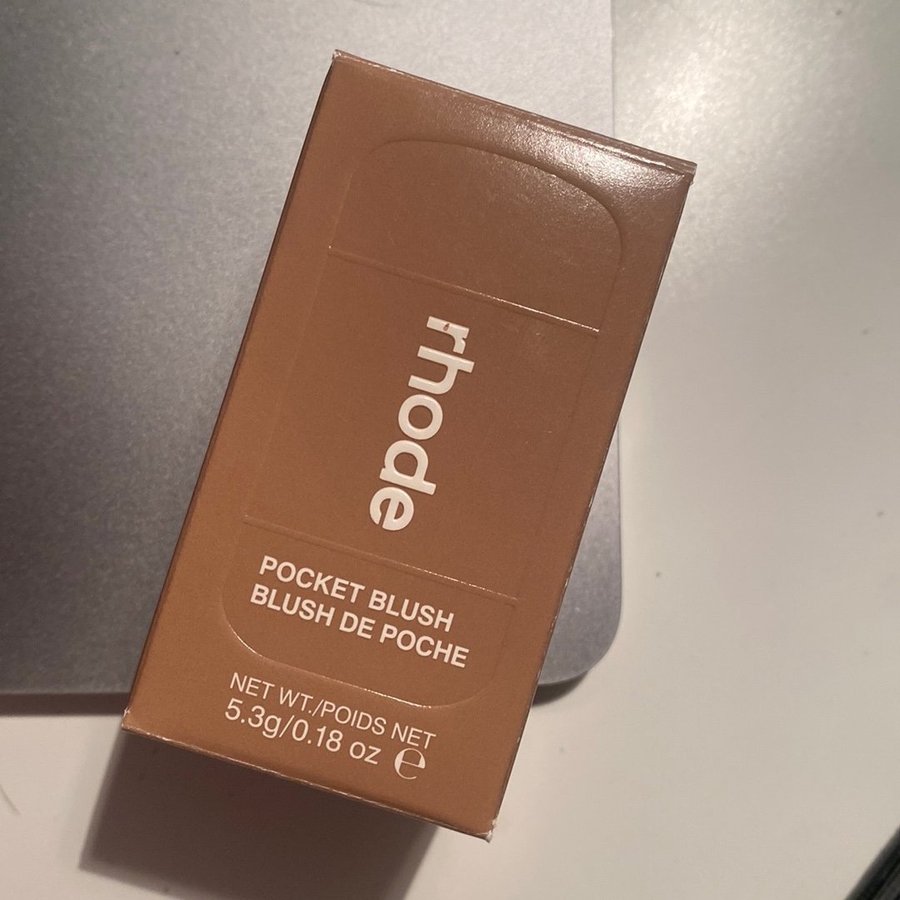 rhode
POCKET BLUSH
BLUSH DE POCHE
NET WT./POIDS NET
5.3g/0.18 oz ℮